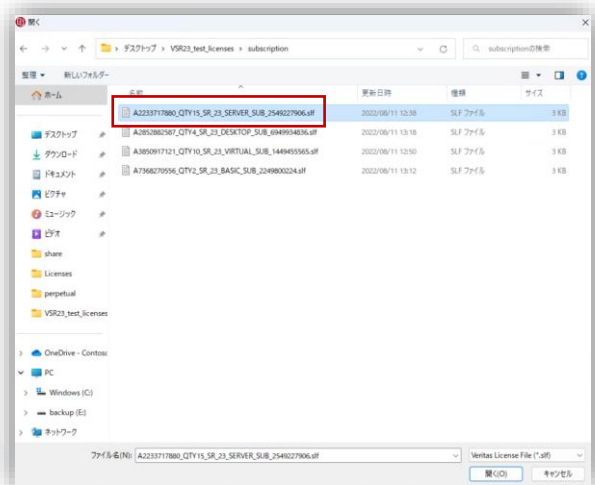 開く
デスクトップ › VSR23_test_licenses › subscription
subscriptionの検索
整理 新しいフォルダー
ホーム
名前 更新日時 種類 サイズ
A2233717880_QTY15_SR_23_SERVER_SUB_2549227906.slf 2022/08/11 12:38 SLF ファイル 3 KB
デスクトップ A2852882587_QTY4_SR_23_DESKTOP_SUB_6949934836.slf 2022/08/11 13:18 SLF ファイル 3 KB
ダウンロード A3850917121_QTY10_SR_23_VIRTUAL_SUB_1449455565.slf 2022/08/11 12:50 SLF ファイル 3 KB
ドキュメント A7368270556_QTY2_SR_23_BASIC_SUB_2249800224.slf 2022/08/11 13:12 SLF ファイル 3 KB
ピクチャ
ミュージック
ビデオ
share
Licenses
perpetual
VSR23_test_licenses
OneDrive - Contoso
PC
Windows (C:)
backup (E:)
ネットワーク
ファイル名(N): A2233717880_QTY15_SR_23_SERVER_SUB_2549227906.slf Veritas License File (*.slf)
開く(O) キャンセル